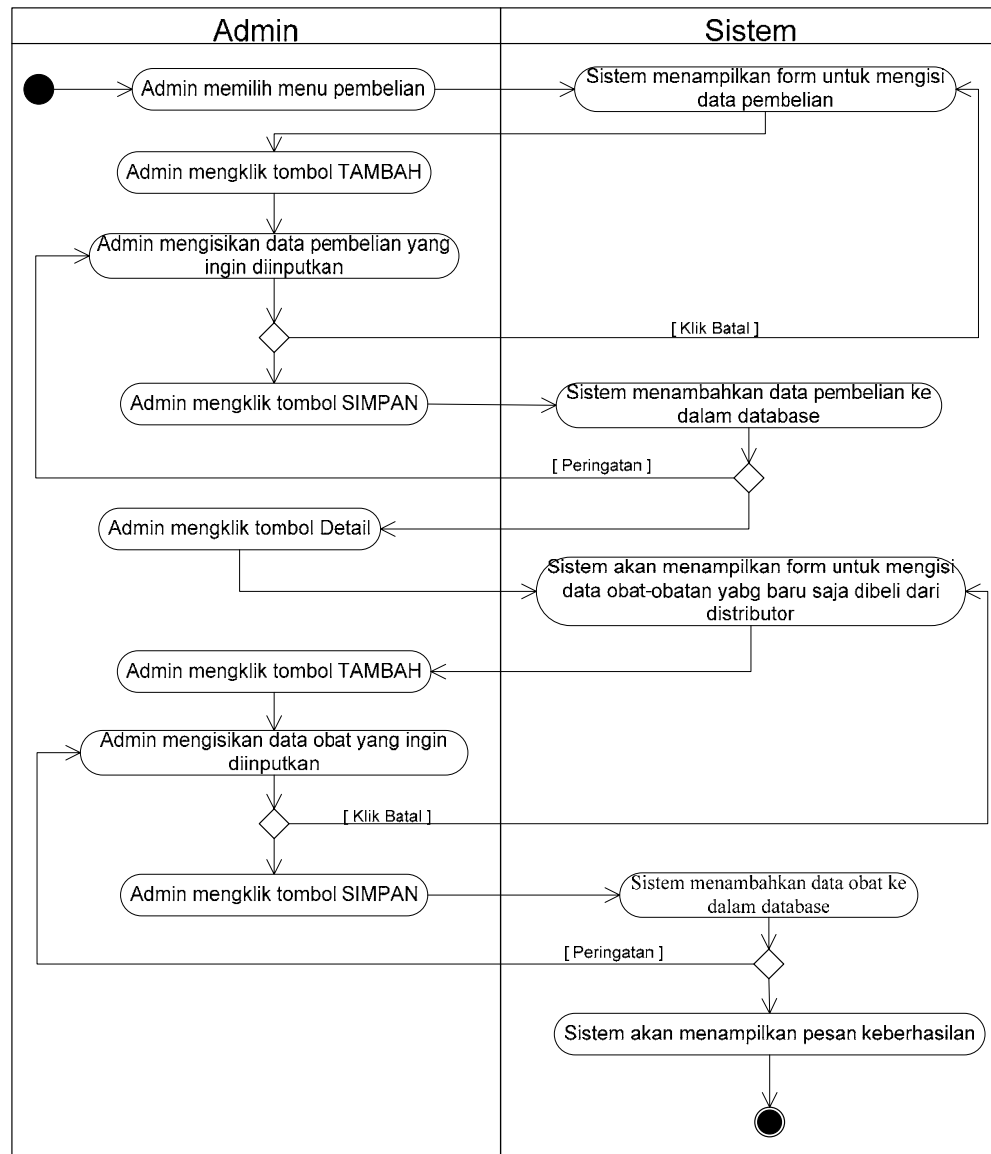 Admin
Sistem
Admin memilih menu pembelian
Sistem menampilkan form untuk mengisi
data pembelian
Admin mengklik tombol TAMBAH
Admin mengisikan data pembelian yang
ingin diinputkan
[ Klik Batal ]
Admin mengklik tombol SIMPAN
Sistem menambahkan data pembelian ke
dalam database
[ Peringatan ]
Admin mengklik tombol Detail
Sistem akan menampilkan form untuk mengisi
data obat-obatan yabg baru saja dibeli dari
distributor
Admin mengklik tombol TAMBAH
Admin mengisikan data obat yang ingin
diinputkan
[ Klik Batal ]
Admin mengklik tombol SIMPAN
Sistem menambahkan data obat ke
dalam database
[ Peringatan ]
Sistem akan menampilkan pesan keberhasilan